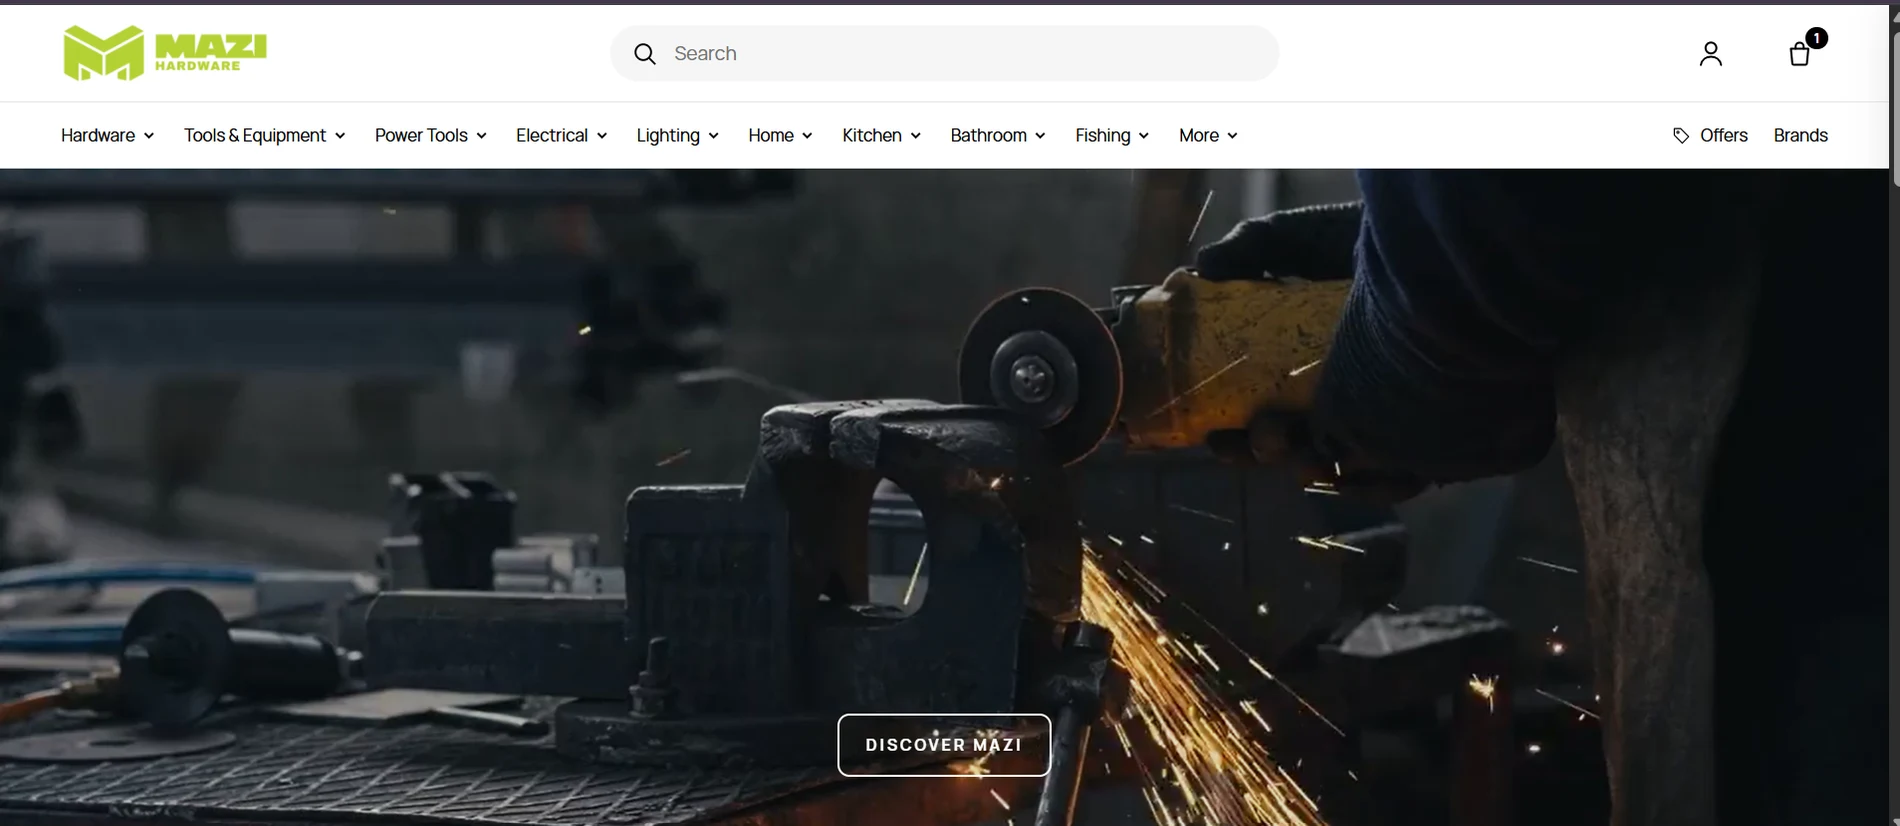 MAZI
HARDWARE
Search
1
Hardware
Tools & Equipment
Power Tools
Electrical
Lighting
Home
Kitchen
Bathroom
Fishing
More
Offers
Brands
DISCOVER MAZI